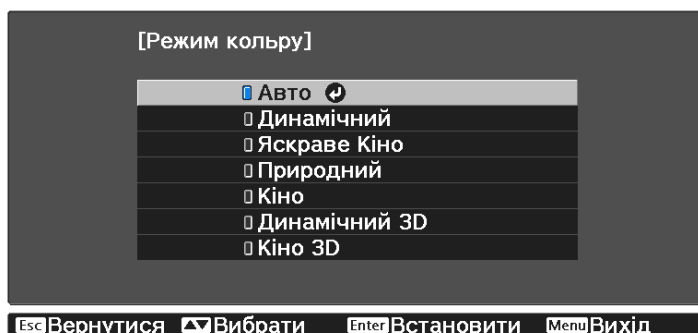 [Режим кольру]
Авто
Динамічний
Яскраве Кіно
Природний
Кіно
Динамічний 3D
Кіно 3D
Esc Вернутися Вибрати Enter Встановити Menu Вихід